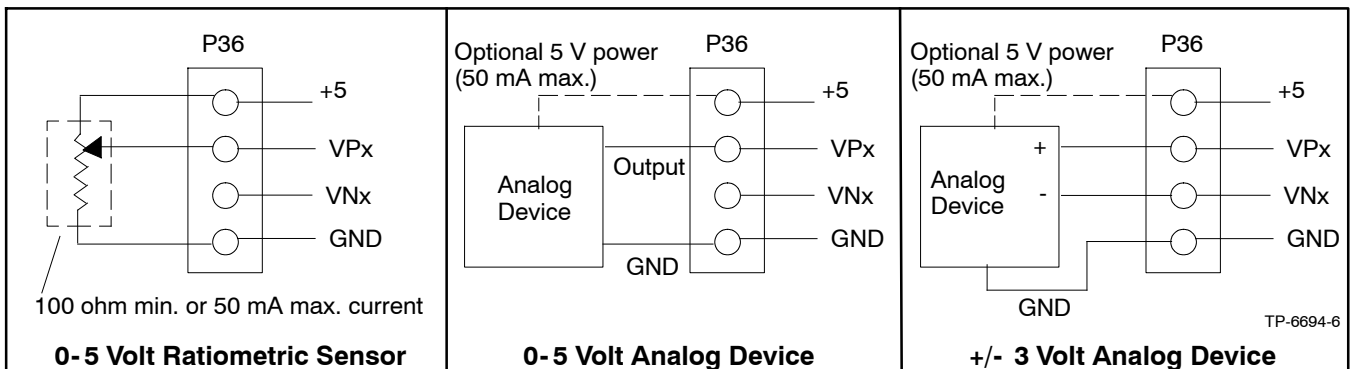 P36
+5
VPx
VNx
GND
100 ohm min. or 50 mA max. current
0- 5 Volt Ratiometric Sensor
Optional 5 V power
(50 mA max.)
P36
+5
Output
VPx
Analog
Device
VNx
GND
GND
0- 5 Volt Analog Device
Optional 5 V power
(50 mA max.)
P36
+5
+
VPx
Analog
Device
-
VNx
GND
GND
TP-6694-6
+/- 3 Volt Analog Device